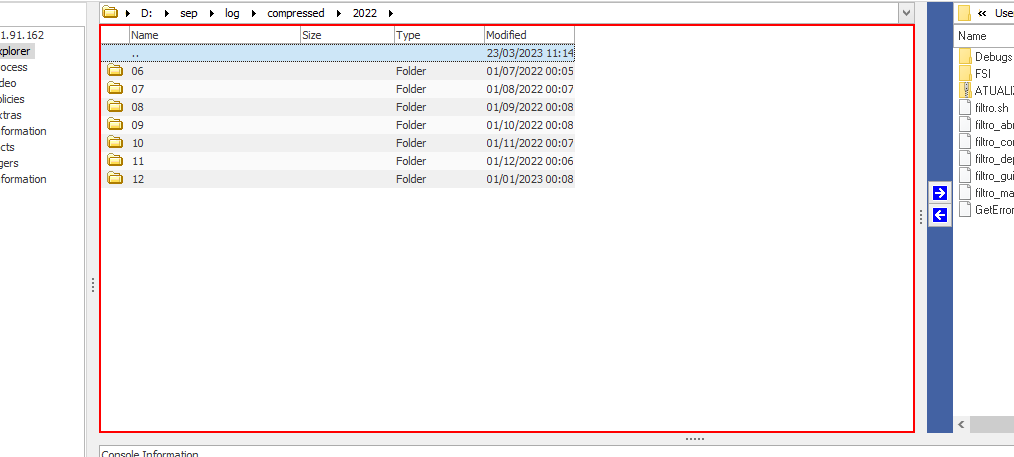 D: sep log compressed 2022
« Use
1.91.162
xplorer
ocess
deo
olicies
xtras
formation
cts
gers
formation
Name Size Type Modified
.. 23/03/2023 11:14
06 Folder 01/07/2022 00:05
07 Folder 01/08/2022 00:07
08 Folder 01/09/2022 00:08
09 Folder 01/10/2022 00:08
10 Folder 01/11/2022 00:07
11 Folder 01/12/2022 00:06
12 Folder 01/01/2023 00:08
Name
Debugs
FSI
ATUALIZ
filtro.sh
filtro_abr
filtro_cor
filtro_dep
filtro_gui
filtro_ma
GetError
Console Information